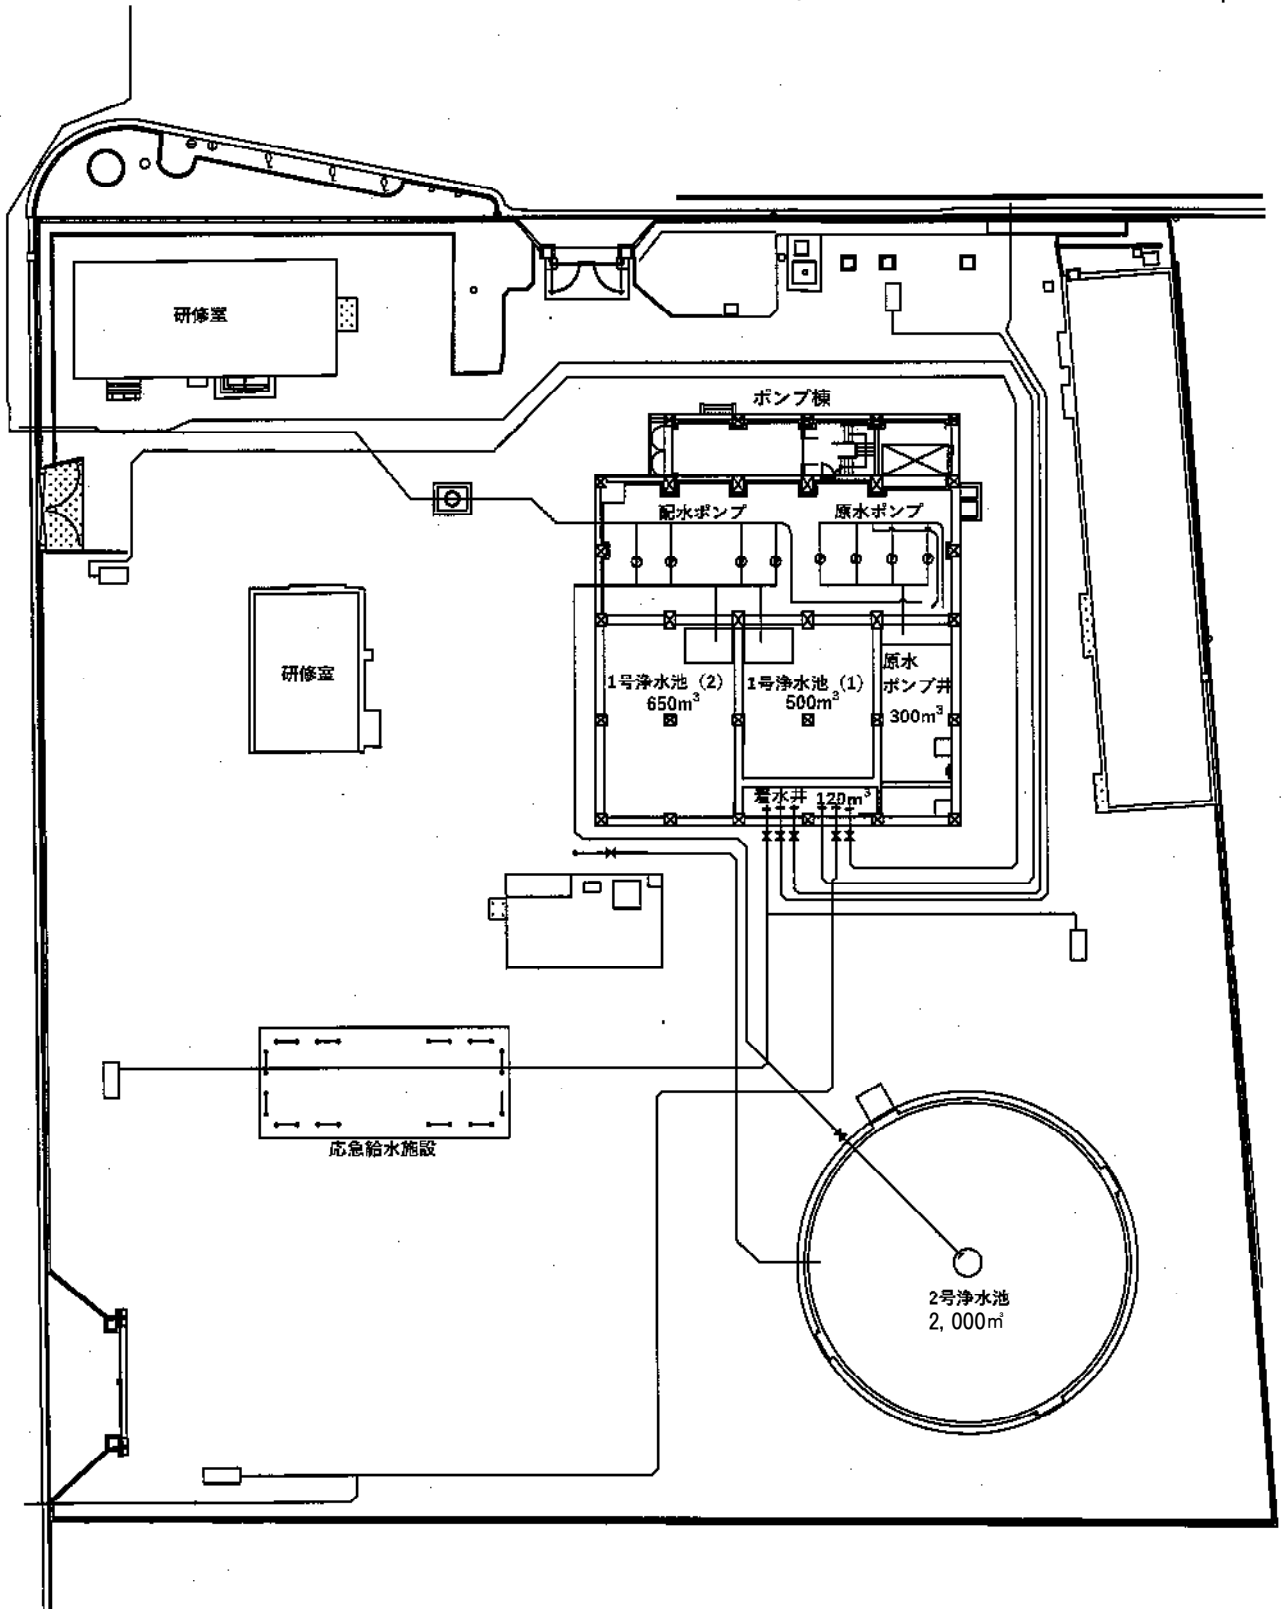 研修室
ポンプ棟
配水ポンプ
原水ポンプ
研修室
1号浄水池（2）
650m³
1号浄水池（1）
500m³
原水
ポンプ井
300m³
着水井 120m³
応急給水施設
2号浄水池
2,000㎥